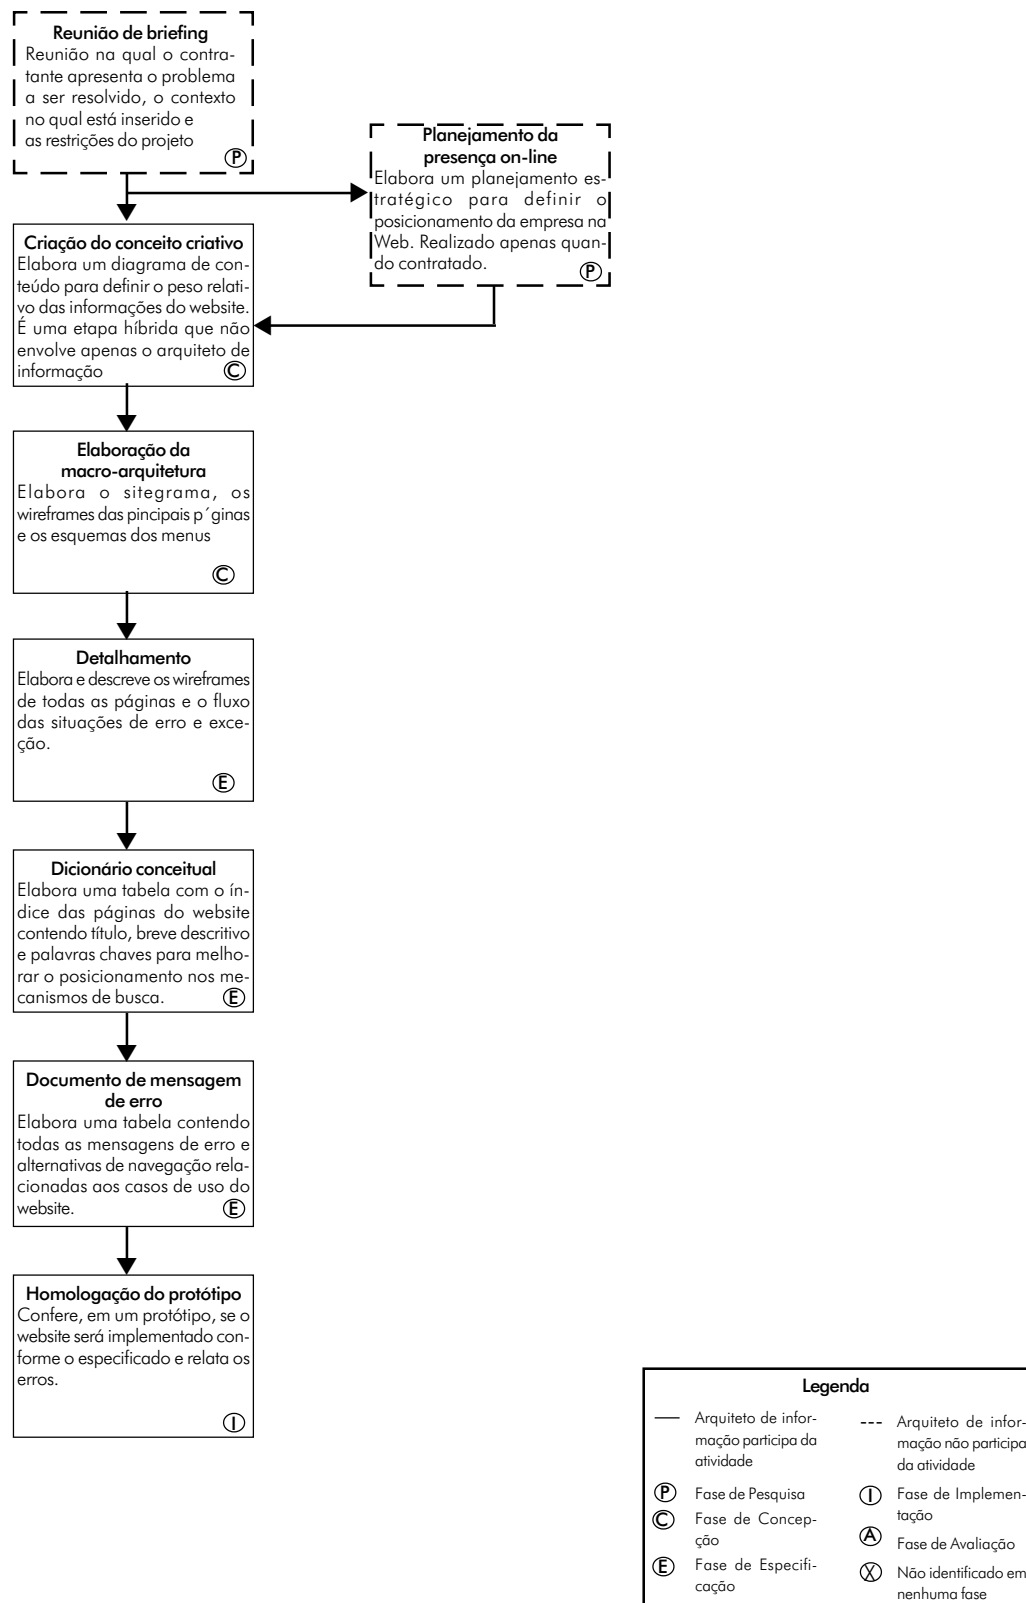 Reunião de briefing
Reunião na qual o contra-
tante apresenta o problema
a ser resolvido, o contexto
no qual está inserido e
as restrições do projeto
P
Planejamento da
presença on-line
Elabora um planejamento es-
tratégico para definir o
posicionamento da empresa na
Web. Realizado apenas quan-
do contratado.
P
Criação do conceito criativo
Elabora um diagrama de con-
teúdo para definir o peso relati-
vo das informações do website.
É uma etapa híbrida que não
envolve apenas o arquiteto de
informação
C
Elaboração da
macro-arquitetura
Elabora o sitegrama, os
wireframes das pincipais p´ginas
e os esquemas dos menus
C
Detalhamento
Elabora e descreve os wireframes
de todas as páginas e o fluxo
das situações de erro e exce-
ção.
E
Dicionário conceitual
Elabora uma tabela com o ín-
dice das páginas do website
contendo título, breve descritivo
e palavras chaves para melho-
rar o posicionamento nos me-
canismos de busca.
E
Documento de mensagem
de erro
Elabora uma tabela contendo
todas as mensagens de erro e
alternativas de navegação rela-
cionadas aos casos de uso do
website.
E
Homologação do protótipo
Confere, em um protótipo, se o
website será implementado con-
forme o especificado e relata os
erros.
I
Legenda
Arquiteto de infor-
mação participa da
atividade
P Fase de Pesquisa
C Fase de Concep-
ção
E Fase de Especifi-
cação
Arquiteto de infor-
mação não participa
da atividade
I Fase de Implemen-
tação
A Fase de Avaliação
X Não identificado em
nenhuma fase